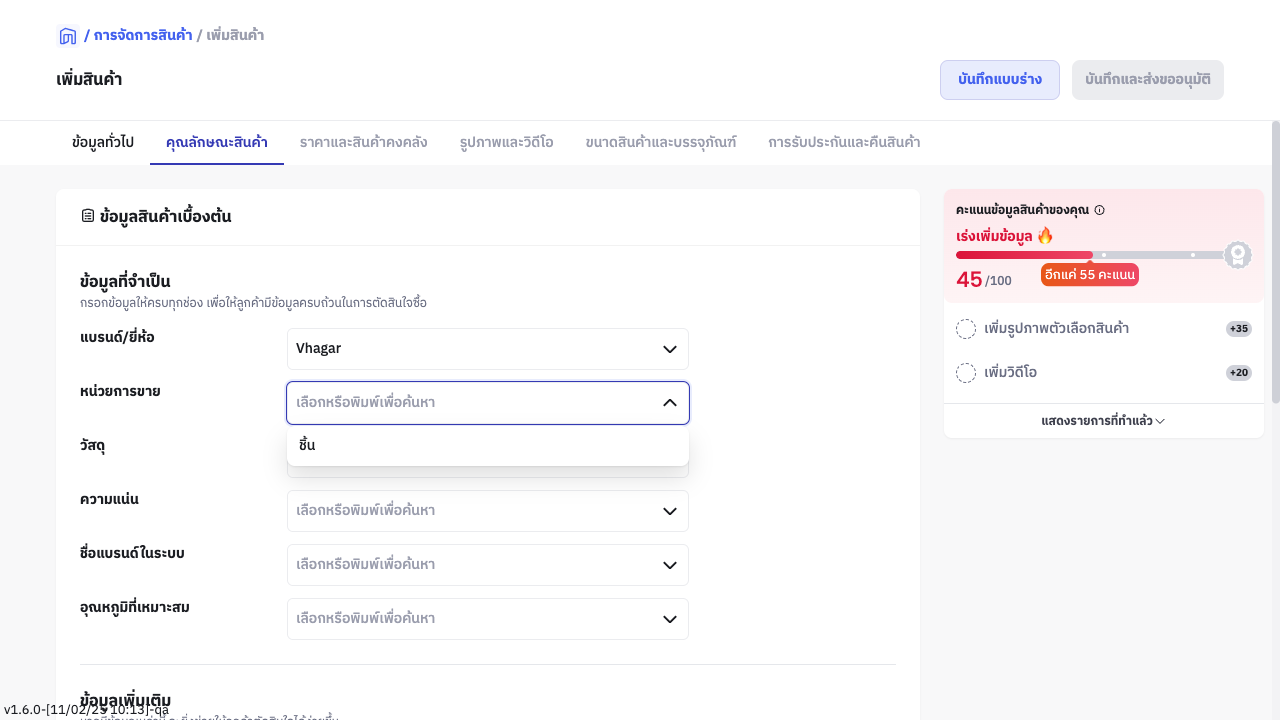 / การจัดการสินค้า / เพิ่มสินค้า
เพิ่มสินค้า
บันทึกแบบร่าง
บันทึกและส่งขออนุมัติ
ข้อมูลทั่วไป
คุณลักษณะสินค้า
ราคาและสินค้าคงคลัง
รูปภาพและวิดีโอ
ขนาดสินค้าและบรรจุภัณฑ์
การรับประกันและคืนสินค้า
ข้อมูลสินค้าเบื้องต้น
ข้อมูลที่จำเป็น
กรอกข้อมูลให้ครบทุกช่อง เพื่อให้ลูกค้ามีข้อมูลครบถ้วนในการตัดสินใจซื้อ
แบรนด์/ยี่ห้อ
Vhagar
หน่วยการขาย
เลือกหรือพิมพ์เพื่อค้นหา
ชิ้น
วัสดุ
ความแน่น
เลือกหรือพิมพ์เพื่อค้นหา
ชื่อแบรนด์ในระบบ
เลือกหรือพิมพ์เพื่อค้นหา
อุณหภูมิที่เหมาะสม
เลือกหรือพิมพ์เพื่อค้นหา
ข้อมูลเพิ่มเติม
v1.6.0-[11/02/25 10:13]-qa
คะแนนข้อมูลสินค้าของคุณ
เร่งเพิ่มข้อมูล 🔥
45/100
อีกแค่ 55 คะแนน
เพิ่มรูปภาพตัวเลือกสินค้า
+35
เพิ่มวิดีโอ
+20
แสดงรายการที่ทำแล้ว